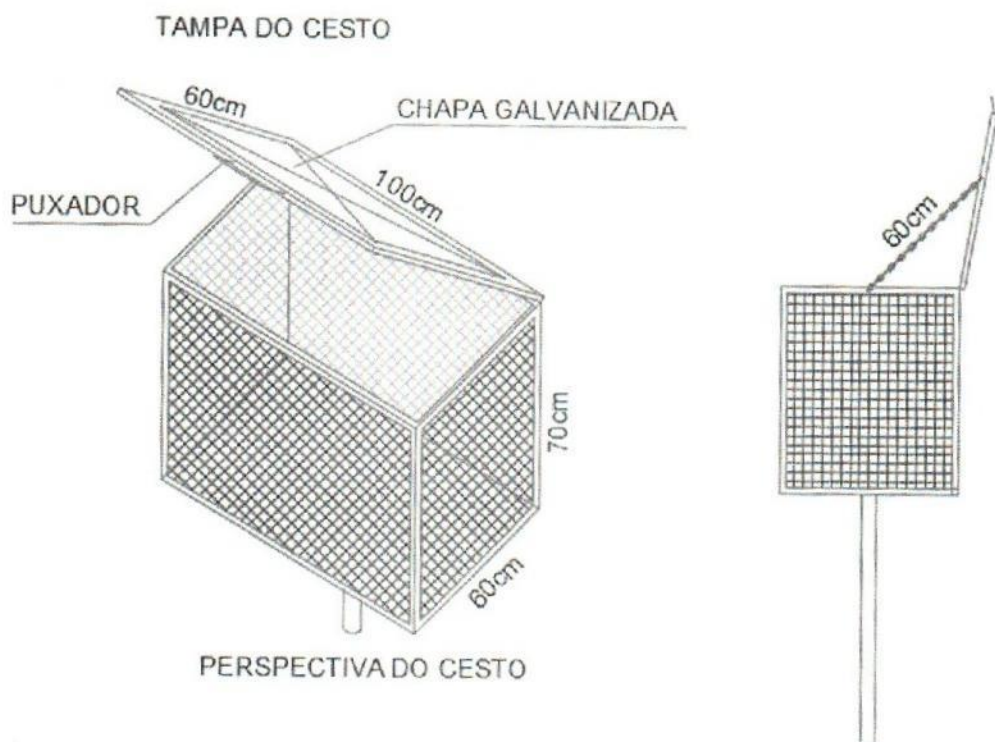 TAMPA DO CESTO
60cm
CHAPA GALVANIZADA
100cm
PUXADOR
60cm
70cm
60cm
PERSPECTIVA DO CESTO